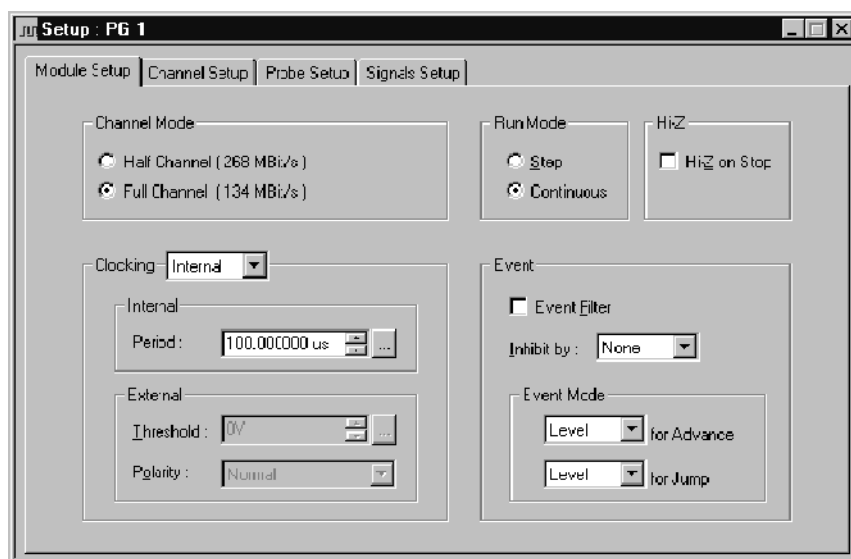 Setup : PG 1
Module Setup Channel Setup Probe Setup Signals Setup
Channel Mode
Half Channel ( 268 MBit/s )
Full Channel ( 134 MBit/s )
Run Mode
Step
Continuous
Hi-Z
Hi-Z on Stop
Clocking Internal
Internal
Period : 100.000000 us ...
External
Threshold : 0V ...
Polarity : Normal
Event
Event Filter
Inhibit by : None
Event Mode
Level for Advance
Level for Jump